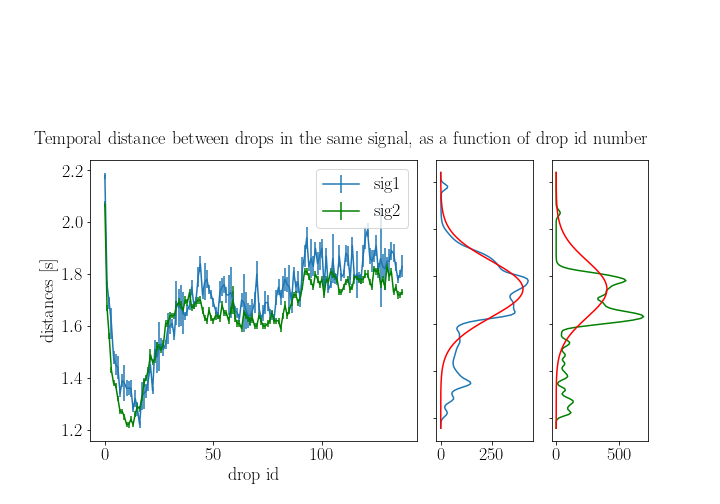 Temporal distance between drops in the same signal, as a function of drop id number
distances [s]
2.2
2.0
1.8
1.6
1.4
1.2
sig1
sig2
0 50 100
drop id
0 250
0 500